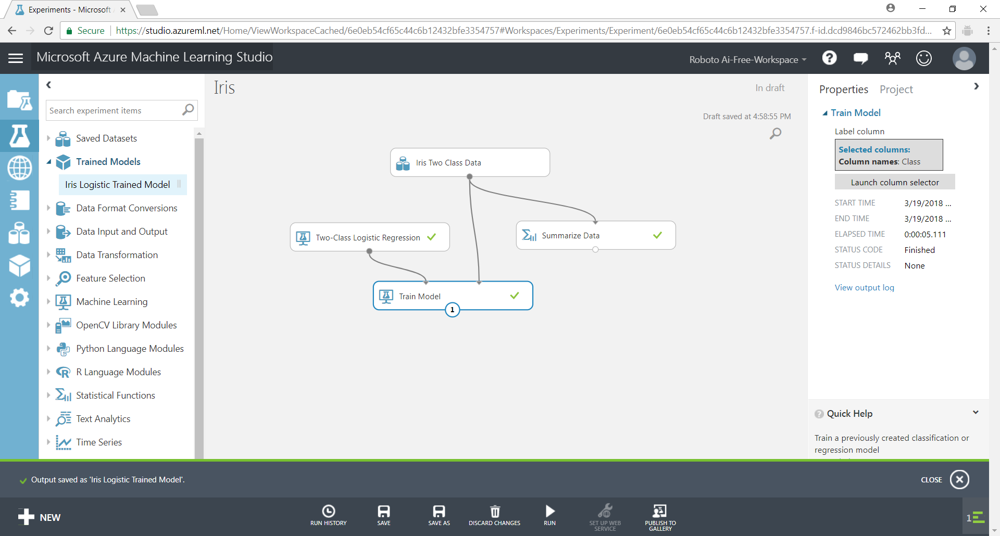 Experiments - Microsoft
Secure
https://studio.azureml.net/Home/ViewWorkspaceCached/6e0eb54cf65c44c6b12432bfe3354757#Workspaces/Experiments/Experiment/6e0eb54cf65c44c6b12432bfe3354757.f-id.dcd9846bc572462bb3fd...
Microsoft Azure Machine Learning Studio
Roboto Ai-Free-Workspace
Search experiment items
Saved Datasets
Trained Models
Iris Logistic Trained Model
Data Format Conversions
Data Input and Output
Data Transformation
Feature Selection
Machine Learning
OpenCV Library Modules
Python Language Modules
R Language Modules
Statistical Functions
Text Analytics
Time Series
Iris
In draft
Draft saved at 4:58:55 PM
Iris Two Class Data
Two-Class Logistic Regression
Summarize Data
Train Model
1
Properties
Project
Train Model
Label column
Selected columns:
Column names: Class
Launch column selector
START TIME 3/19/2018 ...
END TIME 3/19/2018 ...
ELAPSED TIME 0:00:05.111
STATUS CODE Finished
STATUS DETAILS None
View output log
Quick Help
Train a previously created classification or
regression model
Output saved as 'Iris Logistic Trained Model'.
CLOSE
NEW
RUN HISTORY
SAVE
SAVE AS
DISCARD CHANGES
RUN
SET UP WEB
SERVICE
PUBLISH TO
GALLERY
1